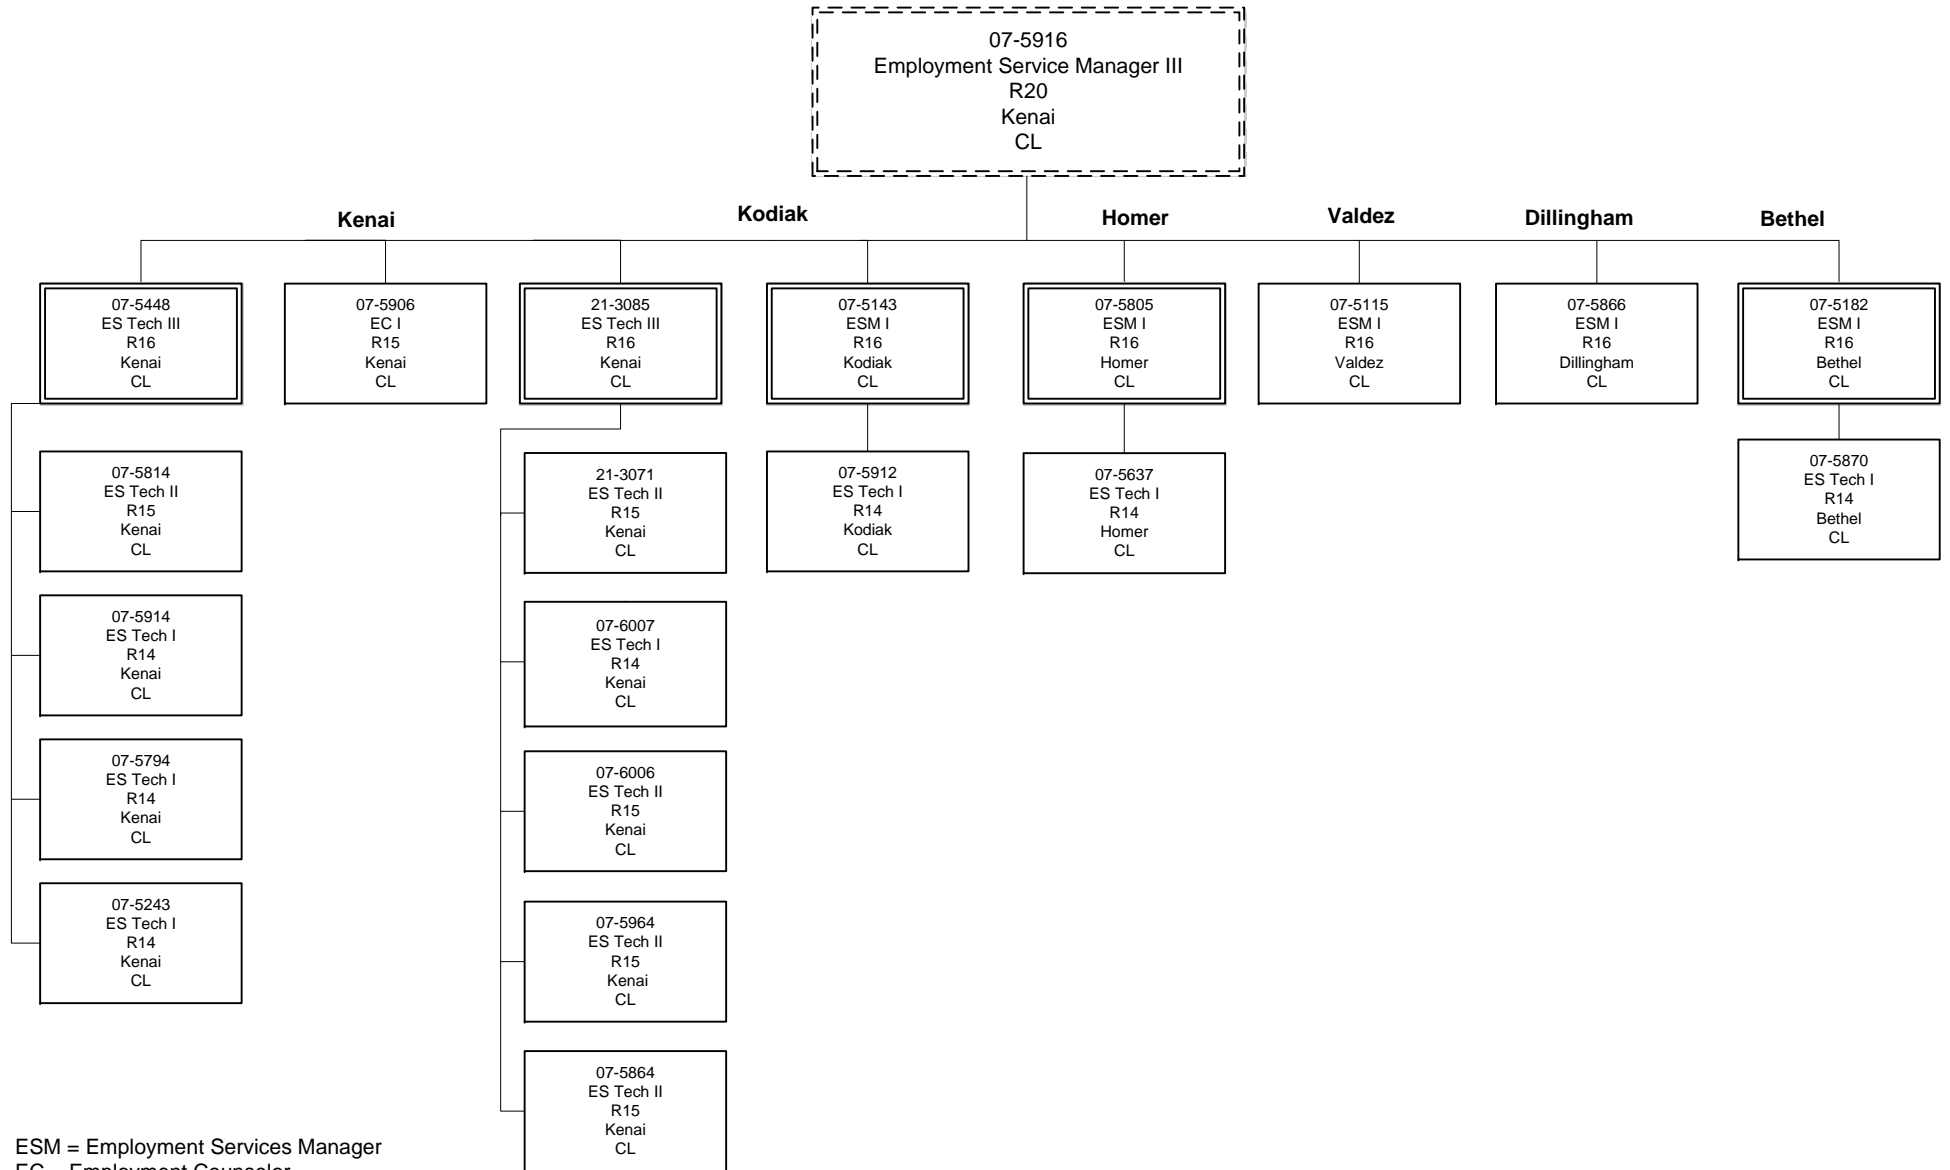 07-5916
Employment Service Manager III
R20
Kenai
CL
Kenai
Kodiak
Homer
Valdez
Dillingham
Bethel
07-5448
ES Tech III
R16
Kenai
CL
07-5906
EC I
R15
Kenai
CL
21-3085
ES Tech III
R16
Kenai
CL
07-5143
ESM I
R16
Kodiak
CL
07-5805
ESM I
R16
Homer
CL
07-5115
ESM I
R16
Valdez
CL
07-5866
ESM I
R16
Dillingham
CL
07-5182
ESM I
R16
Bethel
CL
07-5814
ES Tech II
R15
Kenai
CL
07-5914
ES Tech I
R14
Kenai
CL
07-5794
ES Tech I
R14
Kenai
CL
07-5243
ES Tech I
R14
Kenai
CL
21-3071
ES Tech II
R15
Kenai
CL
07-6007
ES Tech I
R14
Kenai
CL
07-6006
ES Tech II
R15
Kenai
CL
07-5964
ES Tech II
R15
Kenai
CL
07-5864
ES Tech II
R15
Kenai
CL
07-5912
ES Tech I
R14
Kodiak
CL
07-5637
ES Tech I
R14
Homer
CL
07-5870
ES Tech I
R14
Bethel
CL
ESM = Employment Services Manager
EC = Employment Counselor